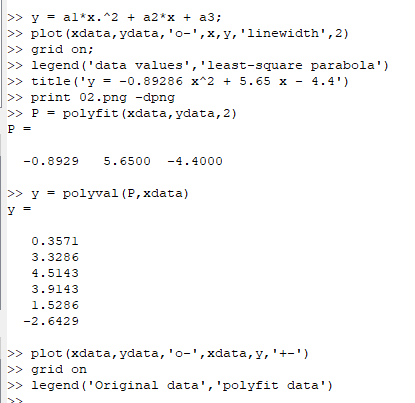 >> y = a1*x.^2 + a2*x + a3;
>> plot(xdata,ydata,'o-',x,y,'linewidth',2)
>> grid on;
>> legend('data values','least-square parabola')
>> title('y = -0.89286 x^2 + 5.65 x - 4.4')
>> print 02.png -dpng
>> P = polyfit(xdata,ydata,2)
P =
-0.8929 5.6500 -4.4000
>> y = polyval(P,xdata)
y =
0.3571
3.3286
4.5143
3.9143
1.5286
-2.6429
>> plot(xdata,ydata,'o-',xdata,y,'+-')
>> grid on
>> legend('Original data','polyfit data')
>>